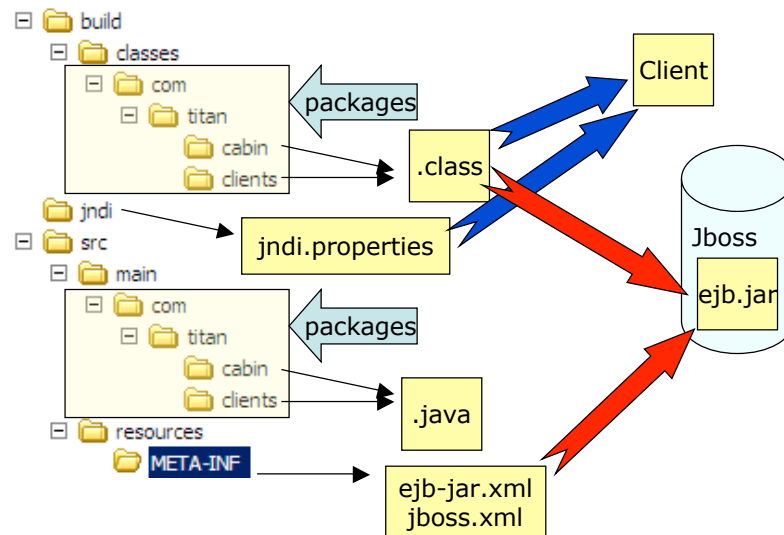 build
classes
com
titan
cabin
clients
packages
.class
Client
jndi
jndi.properties
Jboss
ejb.jar
src
main
com
titan
cabin
clients
packages
.java
resources
META-INF
ejb-jar.xml
jboss.xml